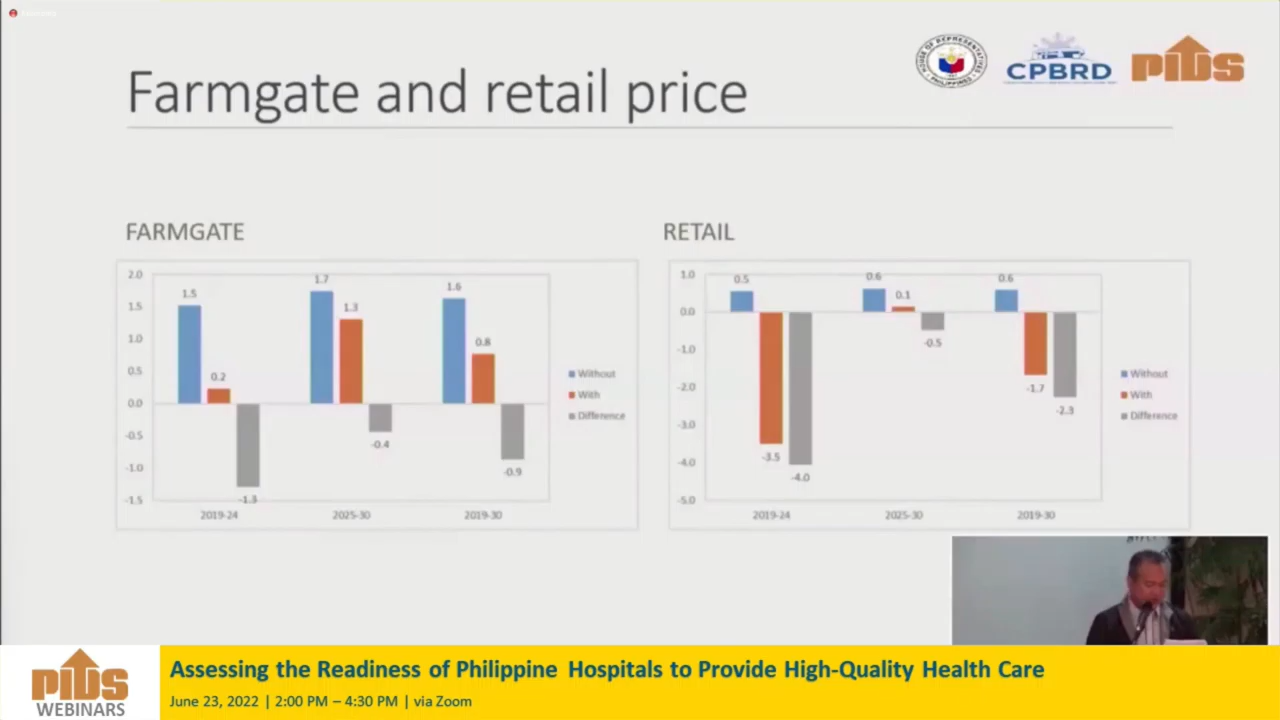 HOUSE OF REPRESENTATIVES
PHILIPPINES
CPBRD
PIDS
Farmgate and retail price
FARMGATE
2.0
1.5
1.0
0.5
0.0
-0.5
-1.0
-1.5
1.5
0.2
-1.3
1.7
1.3
-0.4
1.6
0.8
-0.9
2019-24
2025-30
2019-30
Without
With
Difference
RETAIL
1.0
0.0
-1.0
-2.0
-3.0
-4.0
-5.0
0.5
-3.5
-4.0
0.6
0.1
-0.5
0.6
-1.7
-2.3
2019-24
2025-30
2019-30
Without
With
Difference
PIDS
WEBINARS
Assessing the Readiness of Philippine Hospitals to Provide High-Quality Health Care
June 23, 2022 | 2:00 PM – 4:30 PM | via Zoom